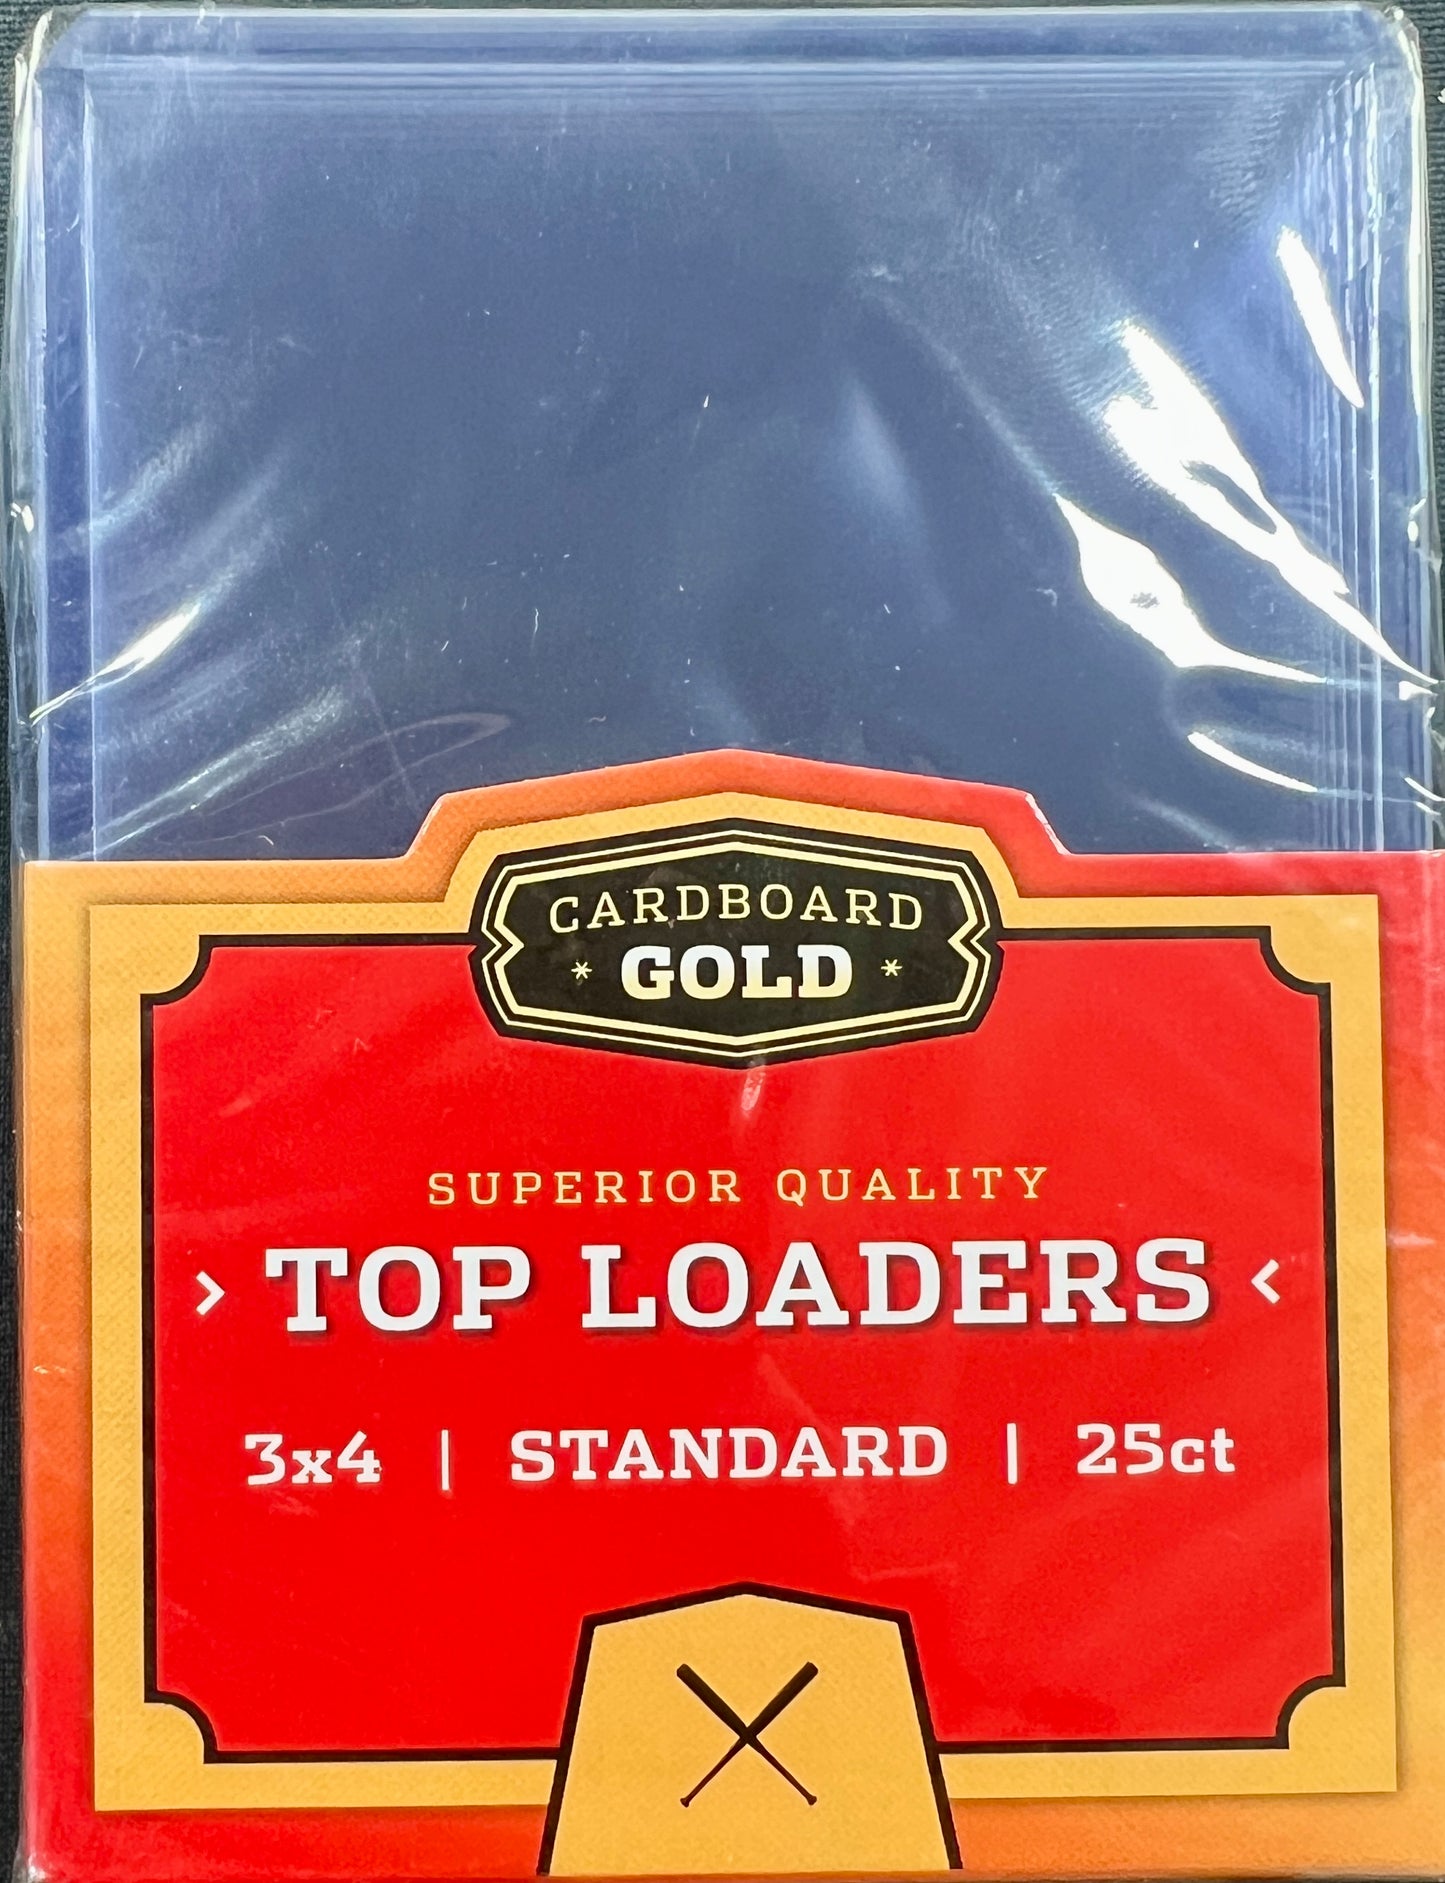 CARDBOARD
* GOLD *
SUPERIOR QUALITY
> TOP LOADERS <
3x4 | STANDARD | 25ct